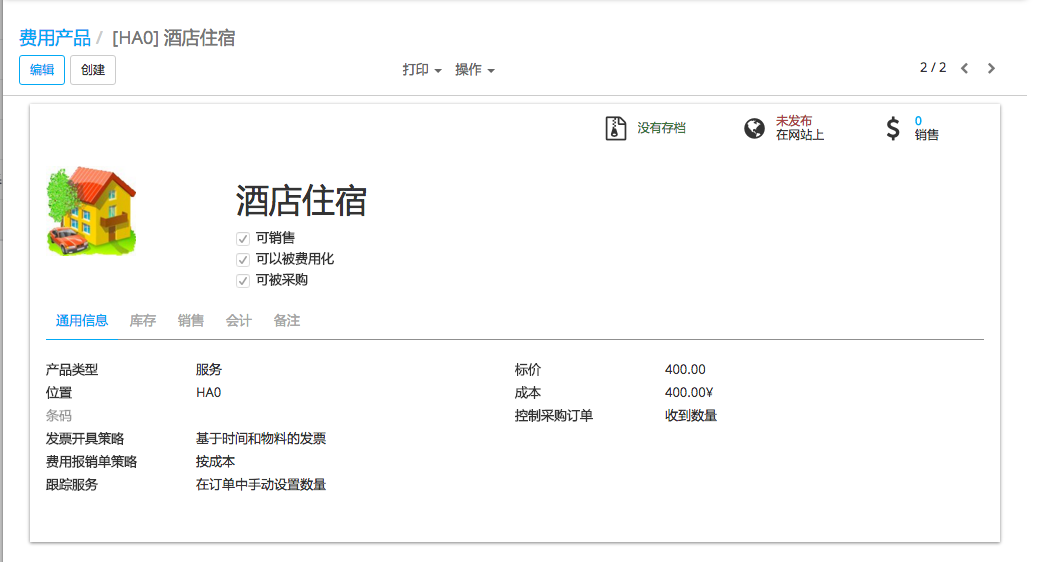 费用产品 / [HA0] 酒店住宿
编辑 创建 打印 操作 2 / 2
没有存档 未发布 在网站上 $ 0 销售
酒店住宿
可销售
可以被费用化
可被采购
通用信息 库存 销售 会计 备注
产品类型 服务 标价 400.00
位置 HA0 成本 400.00¥
条码 控制采购订单 收到数量
发票开具策略 基于时间和物料的发票
费用报销单策略 按成本
跟踪服务 在订单中手动设置数量